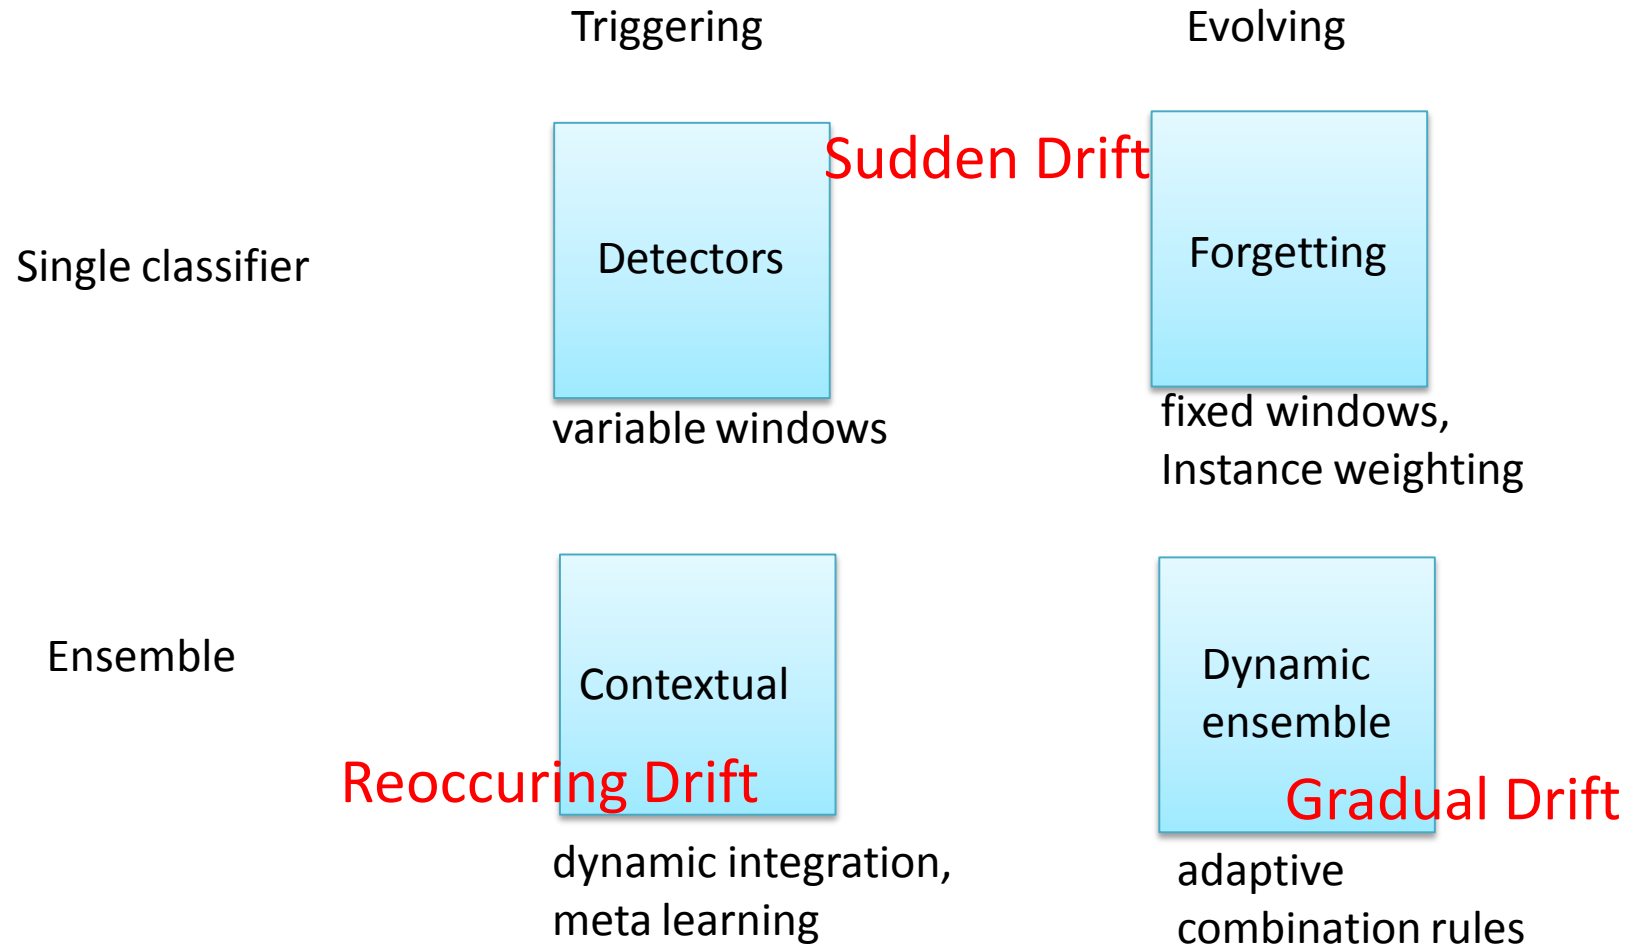 Triggering
Evolving
Sudden Drift
Single classifier
Detectors
Forgetting
variable windows
fixed windows,
Instance weighting
Ensemble
Contextual
Dynamic
ensemble
Reoccuring Drift
Gradual Drift
dynamic integration,
meta learning
adaptive
combination rules